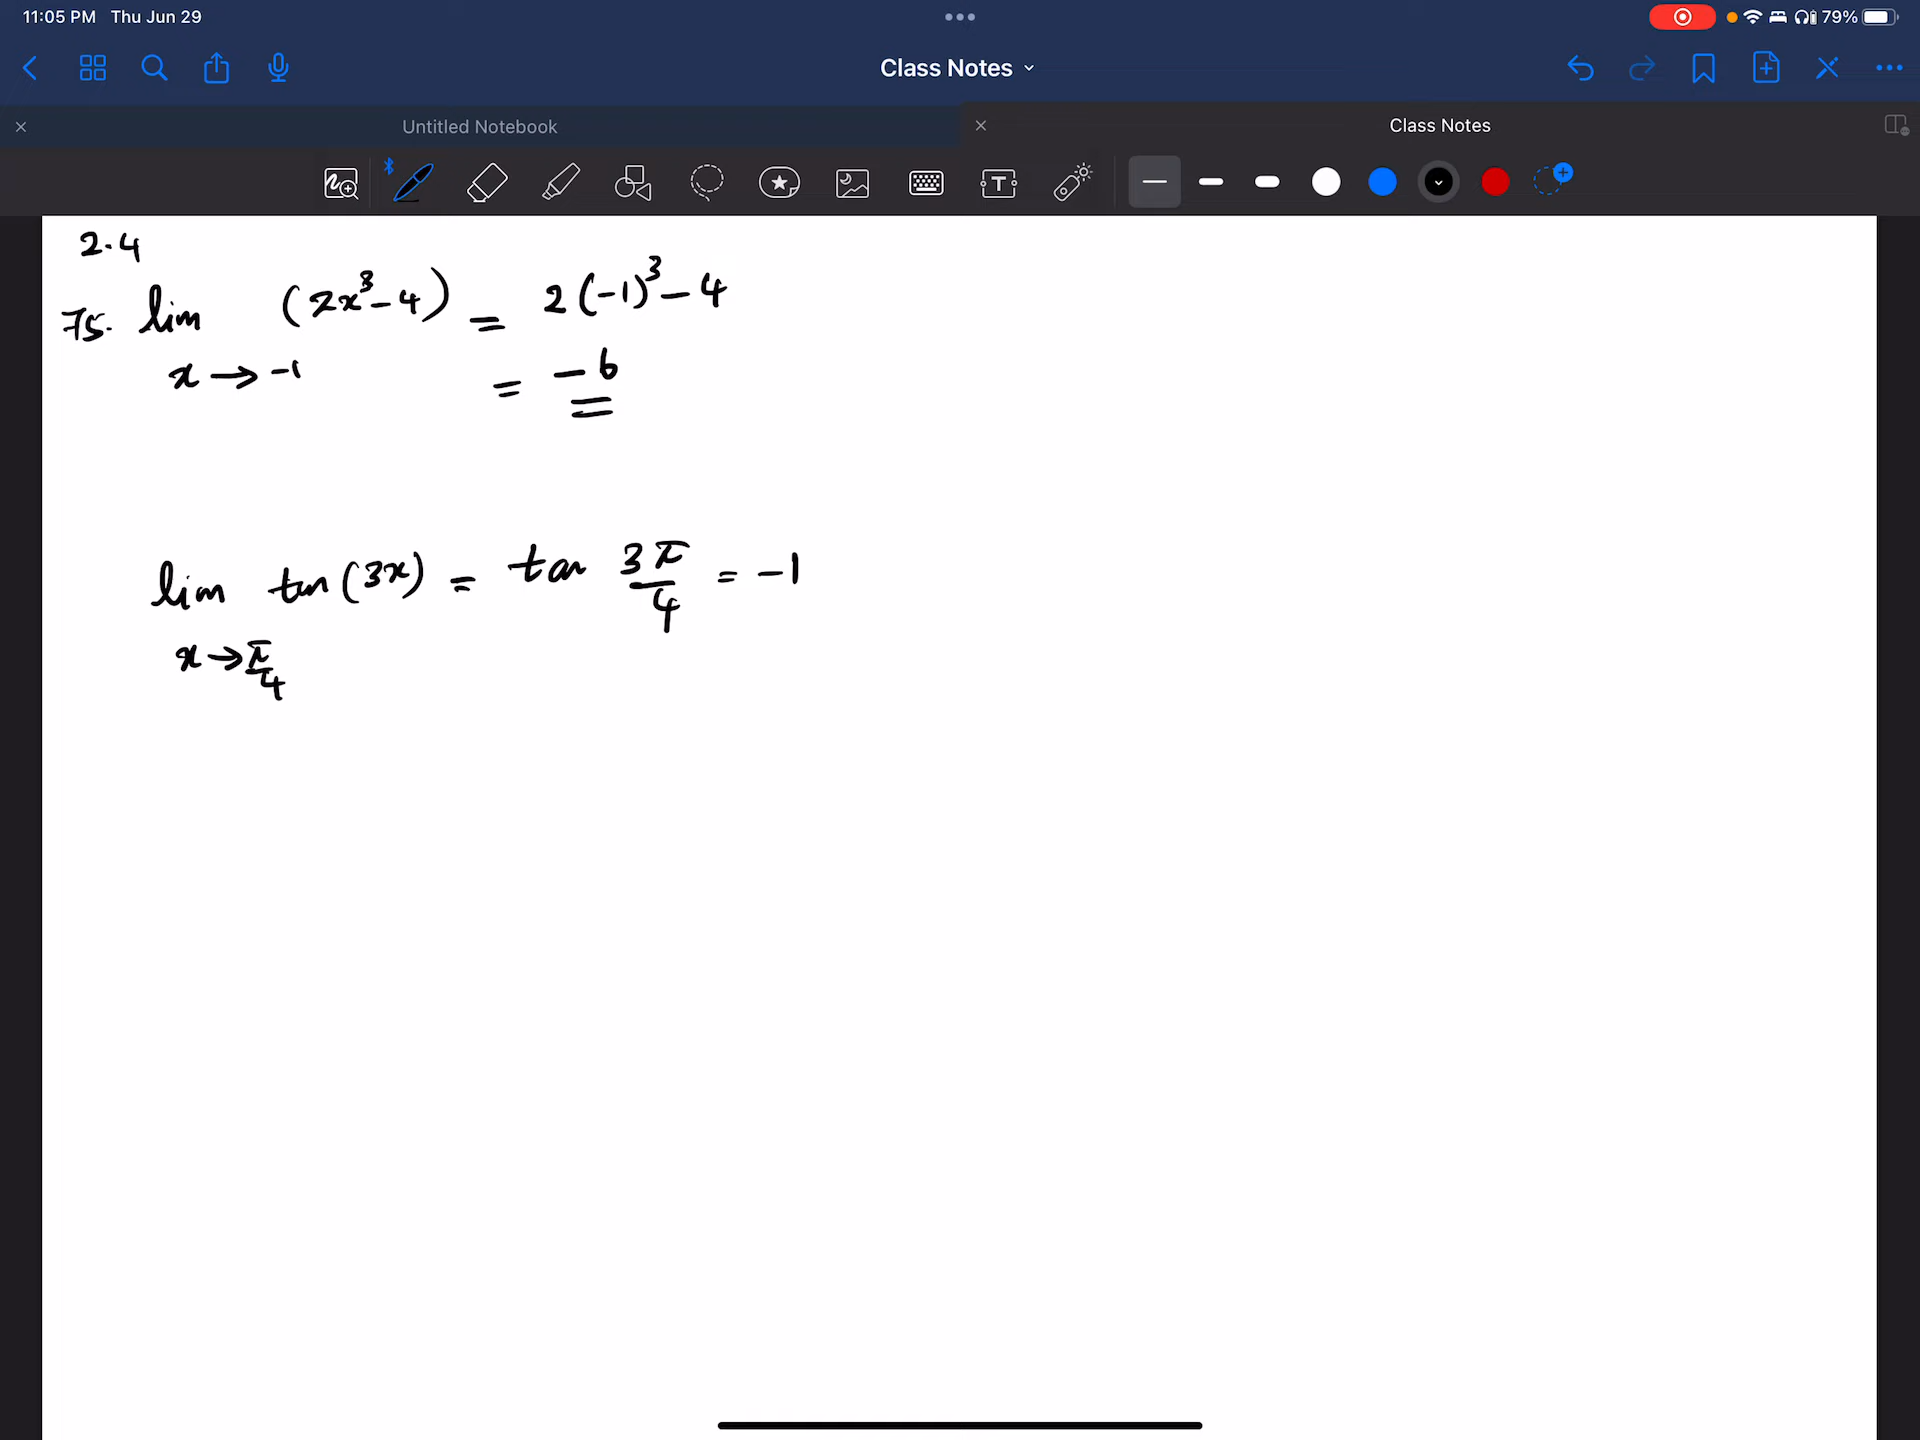 11:05 PM Thu Jun 29 79%
Class Notes
Untitled Notebook Class Notes
2.4
75. lim (2x³-4) = 2(-1)³-4
x→-1 = -6
lim tan(3x) = tan 3π/4 = -1
x→π/4